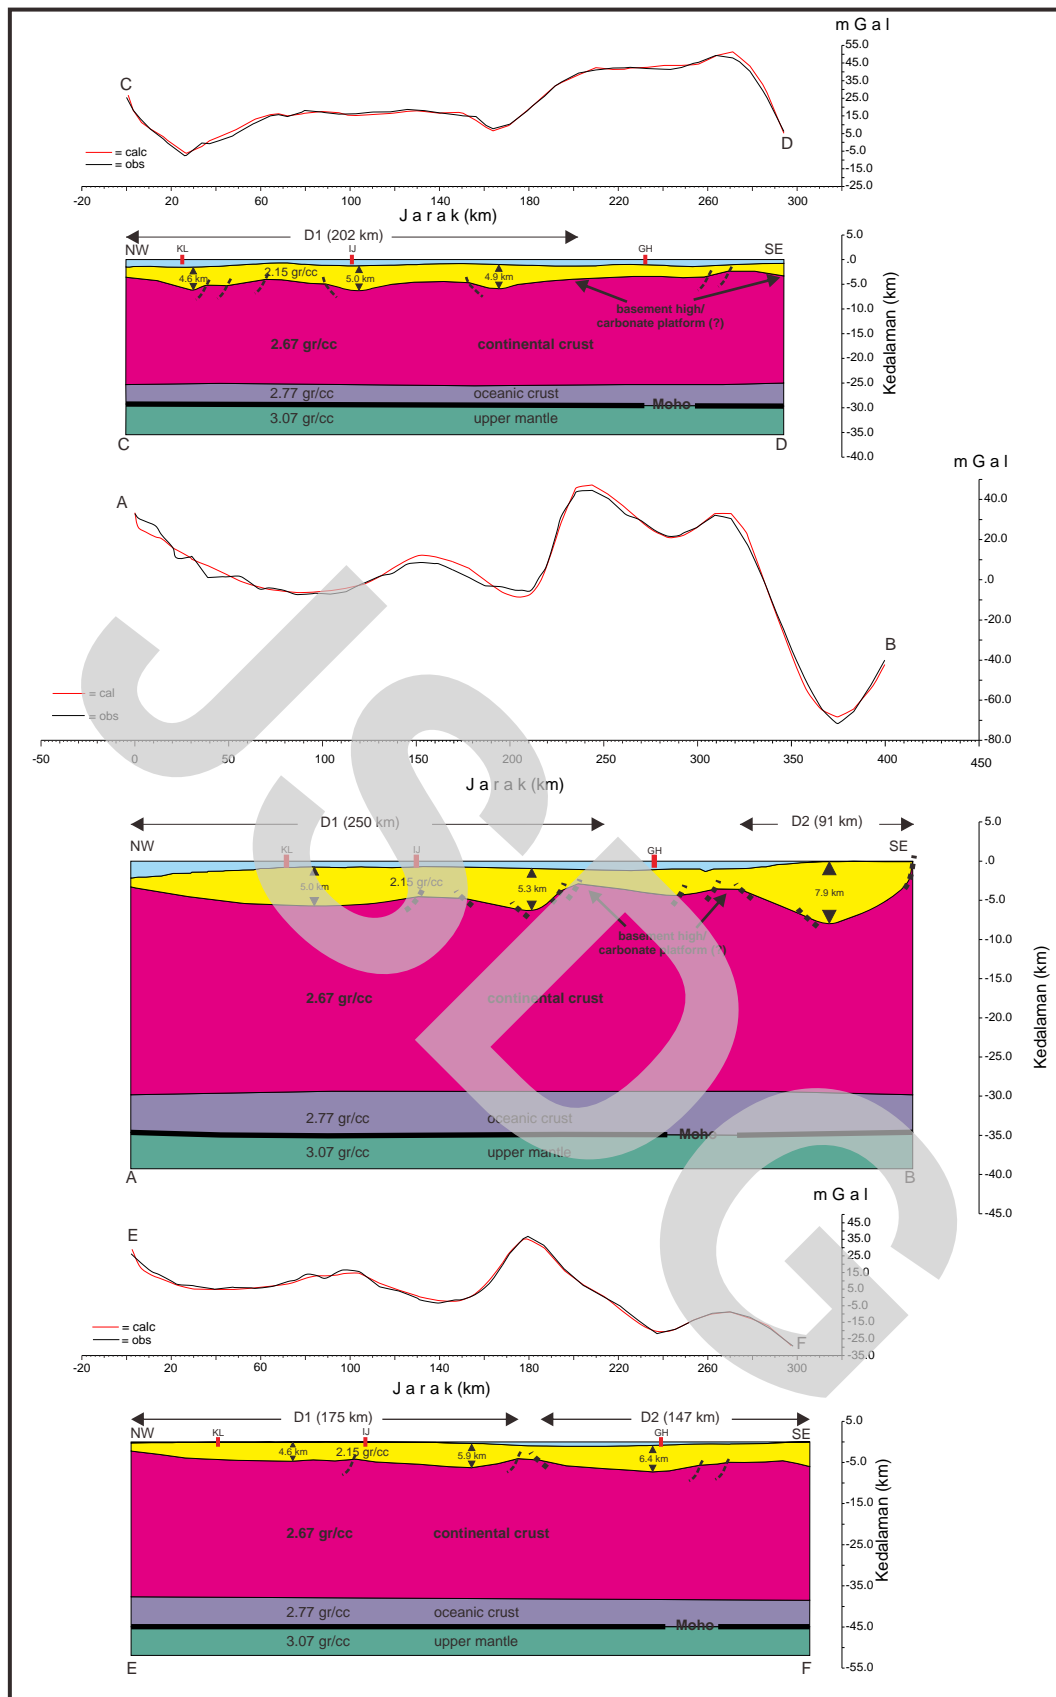 m G a l
55.0
45.0
35.0
25.0
15.0
5.0
-5.0
-15.0
-25.0
C
D
= calc
= obs
-20 20 60 100 140 180 220 260 300
J a r a k (km)
D1 (202 km)
NW KL IJ GH SE
4.6 km 2.15 gr/cc 5.0 km 4.9 km
basement high/
carbonate platform (?)
2.67 gr/cc continental crust
2.77 gr/cc oceanic crust
Moho
3.07 gr/cc upper mantle
C D
5.0
.0
-5.0
-10.0
-15.0
-20.0
-25.0
-30.0
-35.0
-40.0
Kedalaman (km)
m G a l
40.0
20.0
.0
-20.0
-40.0
-60.0
-80.0
A
B
= cal
= obs
-50 0 50 100 150 200 250 300 350 400 450
J a r a k (km)
D1 (250 km) D2 (91 km)
NW KL IJ GH SE
5.0 km 2.15 gr/cc 5.3 km 7.9 km
basement high/
carbonate platform (?)
2.67 gr/cc continental crust
2.77 gr/cc oceanic crust
Moho
3.07 gr/cc upper mantle
A B
5.0
.0
-5.0
-10.0
-15.0
-20.0
-25.0
-30.0
-35.0
-40.0
-45.0
Kedalaman (km)
m G a l
45.0
35.0
25.0
15.0
5.0
-5.0
-15.0
-25.0
-35.0
E
F
= calc
= obs
-20 20 60 100 140 180 220 260 300
J a r a k (km)
D1 (175 km) D2 (147 km)
NW KL IJ GH SE
4.6 km 2.15 gr/cc 5.9 km 6.4 km
2.67 gr/cc continental crust
2.77 gr/cc oceanic crust
Moho
3.07 gr/cc upper mantle
E F
5.0
-5.0
-15.0
-25.0
-35.0
-45.0
-55.0
Kedalaman (km)
JSDG